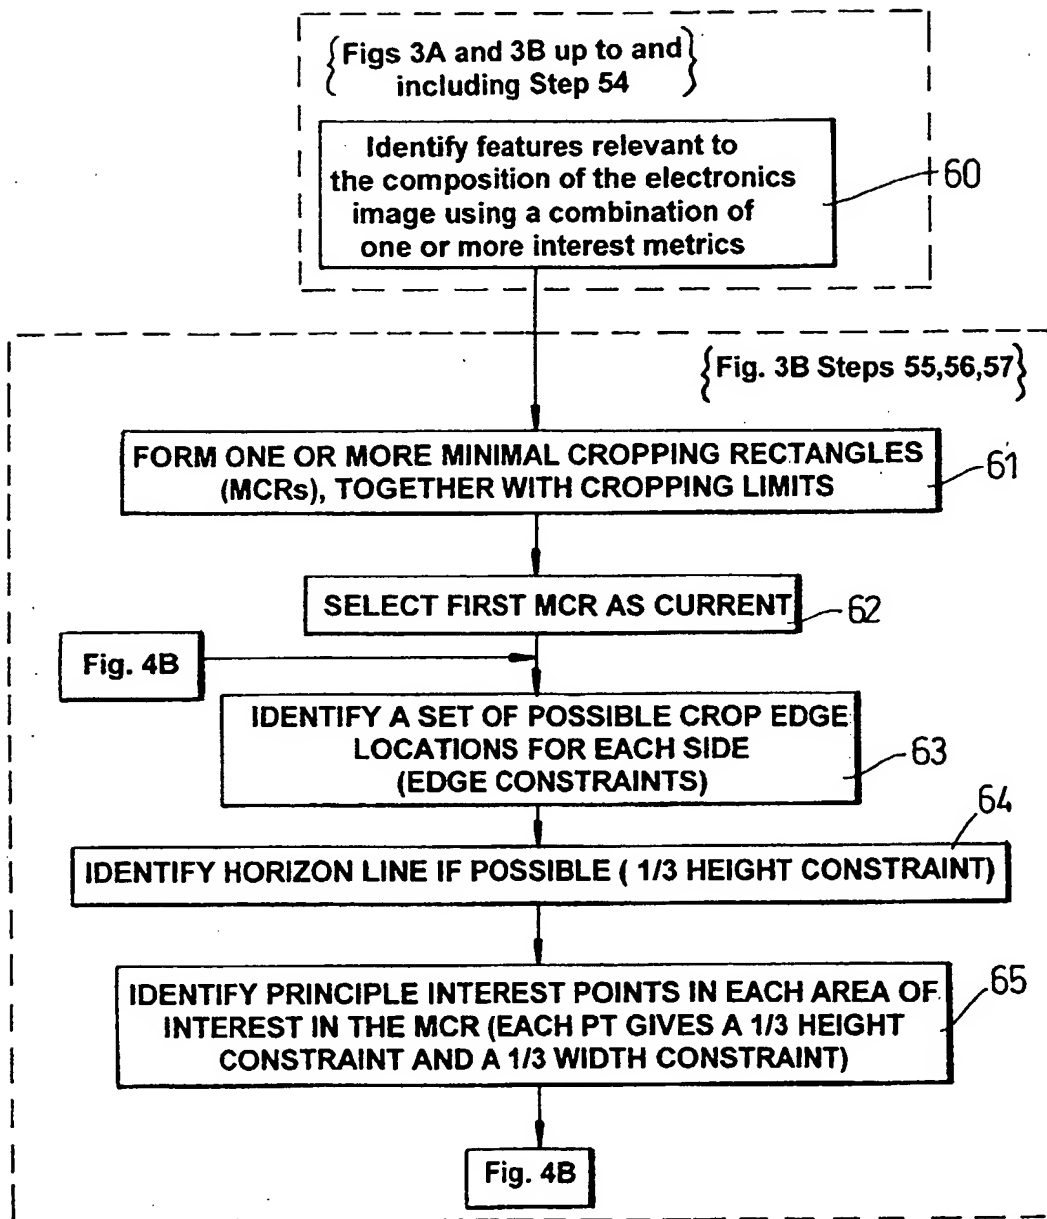 {Figs 3A and 3B up to and
including Step 54}
Identify features relevant to
the composition of the electronics
image using a combination of
one or more interest metrics
60
{Fig. 3B Steps 55,56,57}
FORM ONE OR MORE MINIMAL CROPPING RECTANGLES
(MCRs), TOGETHER WITH CROPPING LIMITS
61
SELECT FIRST MCR AS CURRENT
62
Fig. 4B
IDENTIFY A SET OF POSSIBLE CROP EDGE
LOCATIONS FOR EACH SIDE
(EDGE CONSTRAINTS)
63
64
IDENTIFY HORIZON LINE IF POSSIBLE ( 1/3 HEIGHT CONSTRAINT)
IDENTIFY PRINCIPLE INTEREST POINTS IN EACH AREA OF
INTEREST IN THE MCR (EACH PT GIVES A 1/3 HEIGHT
CONSTRAINT AND A 1/3 WIDTH CONSTRAINT)
65
Fig. 4B